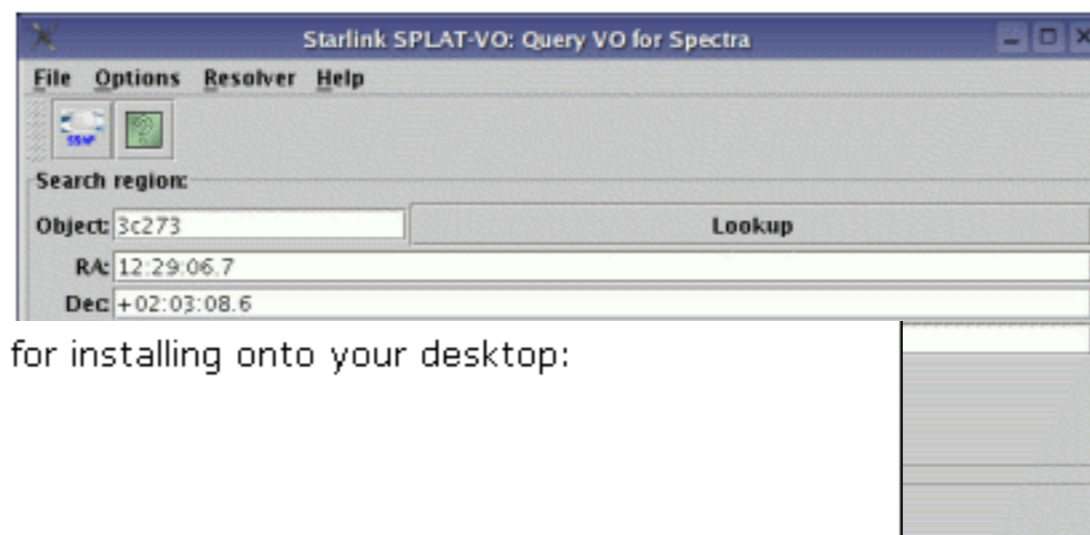 Starlink SPLAT-VO: Query VO for Spectra
File Options Resolver Help
SSAP
Search region:
Object: 3c273 Lookup
RA: 12:29:06.7
Dec: +02:03:08.6
for installing onto your desktop: